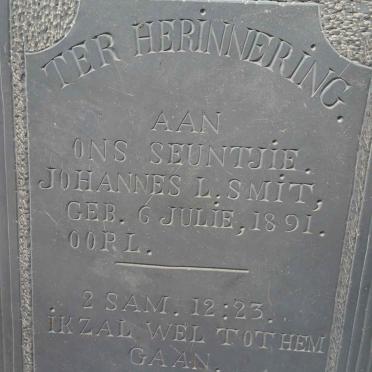 TER HERINNERING.
AAN
ONS SEUNTJIE.
JOHANNES L. SMIT,
GEB. 6 JULIE, 1891.
OORL.
2 SAM. 12:23.
IK ZAL WEL TOT HEM
GAAN.